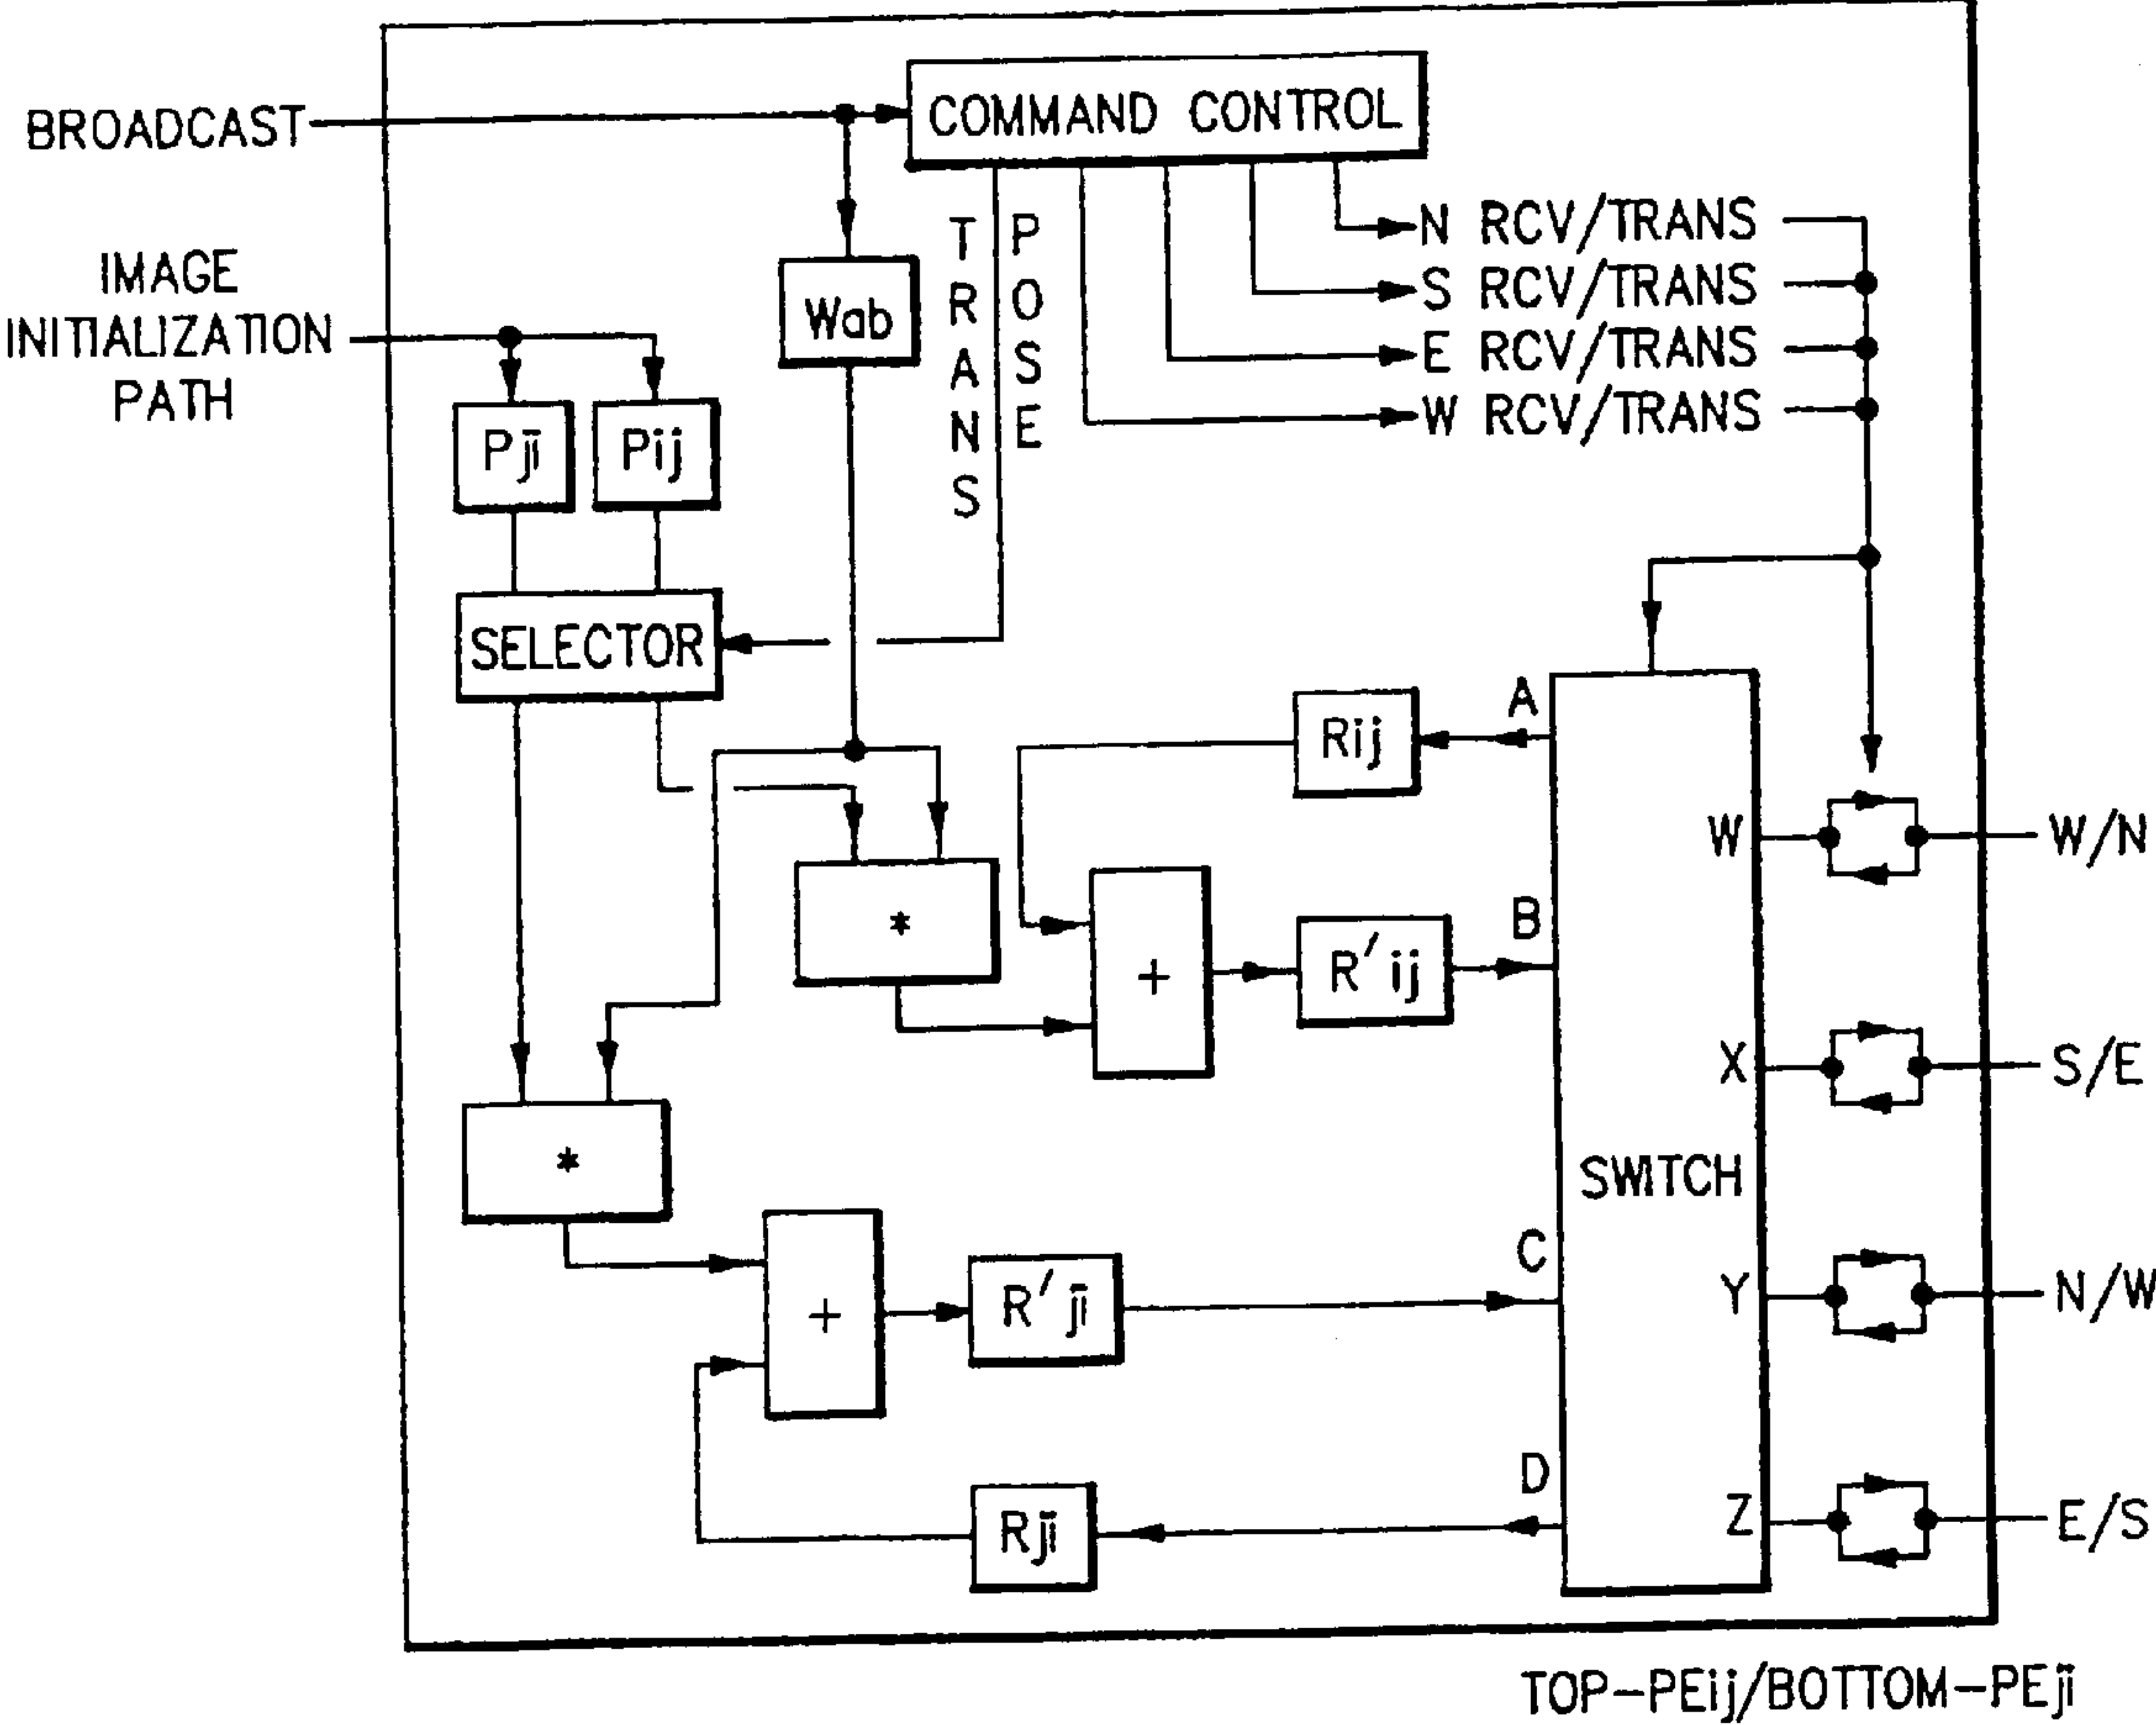 BROADCAST
COMMAND CONTROL
IMAGE
INITIALIZATION
PATH
Wab
TRANS
POSE
N RCV/TRANS
S RCV/TRANS
E RCV/TRANS
W RCV/TRANS
Pji
Pij
SELECTOR
A
Rij
W
W/N
*
B
+
R'ij
X
S/E
*
SWITCH
C
+
R'ji
Y
N/W
D
Rji
Z
E/S
TOP-PEij/BOTTOM-PEji